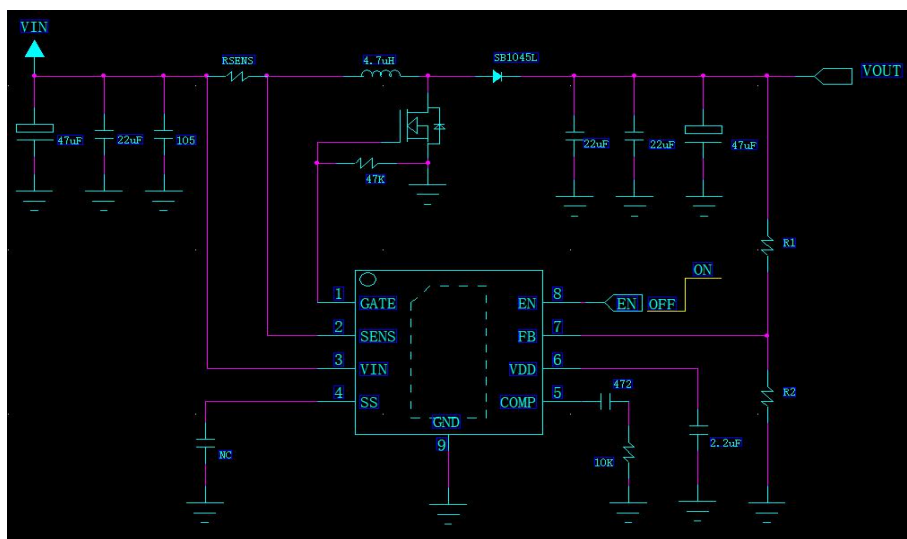 VIN
RSENS
4.7uH
SB1045L
VOUT
47uF
22uF
105
47K
22uF
22uF
47uF
R1
ON
OFF
EN
1
GATE
EN
8
2
SENS
FB
7
3
VIN
VDD
6
4
SS
COMP
5
472
R2
GND
9
NC
10K
2.2uF